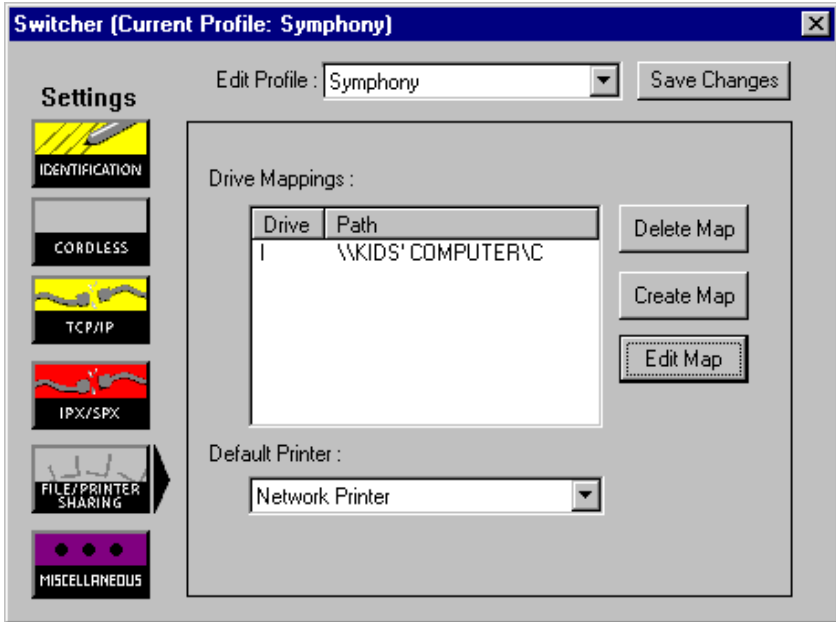 Switcher (Current Profile: Symphony)
Edit Profile : Symphony
Save Changes
Settings
IDENTIFICATION
CORDLESS
TCP/IP
IPX/SPX
FILE/PRINTER
SHARING
MISCELLANEOUS
Drive Mappings :
Drive Path
I \\KIDS' COMPUTER\C
Delete Map
Create Map
Edit Map
Default Printer :
Network Printer